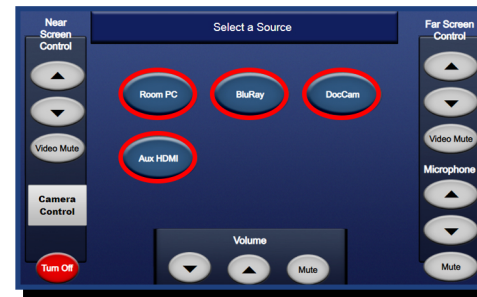 Near
Screen
Control
Select a Source
Far Screen
Control
Room PC
BluRay
DocCam
Video Mute
Video Mute
Aux HDMI
Microphone
Camera
Control
Volume
Turn Off
Mute
Mute